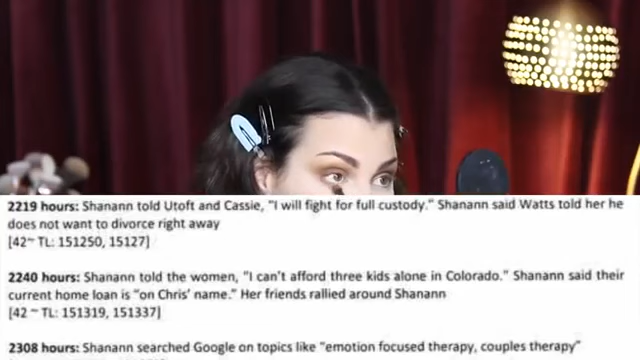 2219 hours: Shanann told Utoft and Cassie, "I will fight for full custody." Shanann said Watts told her he
does not want to divorce right away
[42~ TL: 151250, 15127]
2240 hours: Shanann told the women, "I can't afford three kids alone in Colorado." Shanann said their
current home loan is "on Chris' name." Her friends rallied around Shanann
[42 ~ TL: 151319, 151337]
2308 hours: Shanann searched Google on topics like "emotion focused therapy, couples therapy"